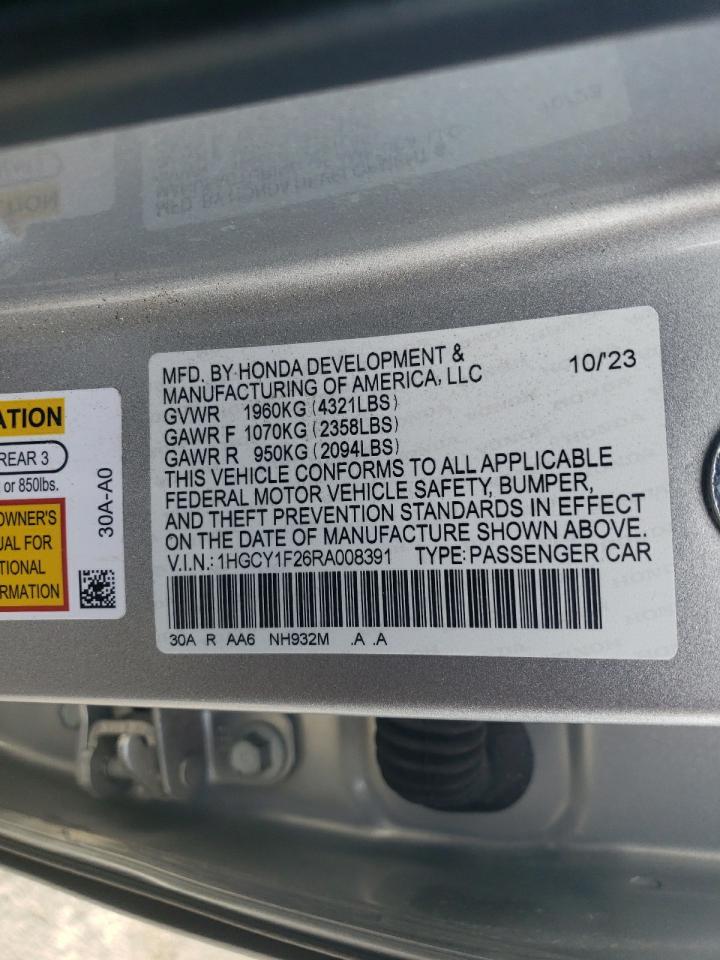 MFD. BY HONDA DEVELOPMENT &
MANUFACTURING OF AMERICA, LLC 10/'23
GVWR 1960KG (4321LBS)
GAWR F 1070KG (2358LBS)
GAWR R 950KG (2094LBS)
THIS VEHICLE CONFORMS TO ALL APPLICABLE
FEDERAL MOTOR VEHICLE SAFETY, BUMPER,
AND THEFT PREVENTION STANDARDS IN EFFECT
ON THE DATE OF MANUFACTURE SHOWN ABOVE.
V.I.N.: 1HGCY1F26RA008391 TYPE:PASSENGER CAR
30A R AA6 NH932M .A .A
ATION
REAR 3
or 850lbs.
OWNER'S
UAL FOR
TIONAL
ORMATION
30A-A0